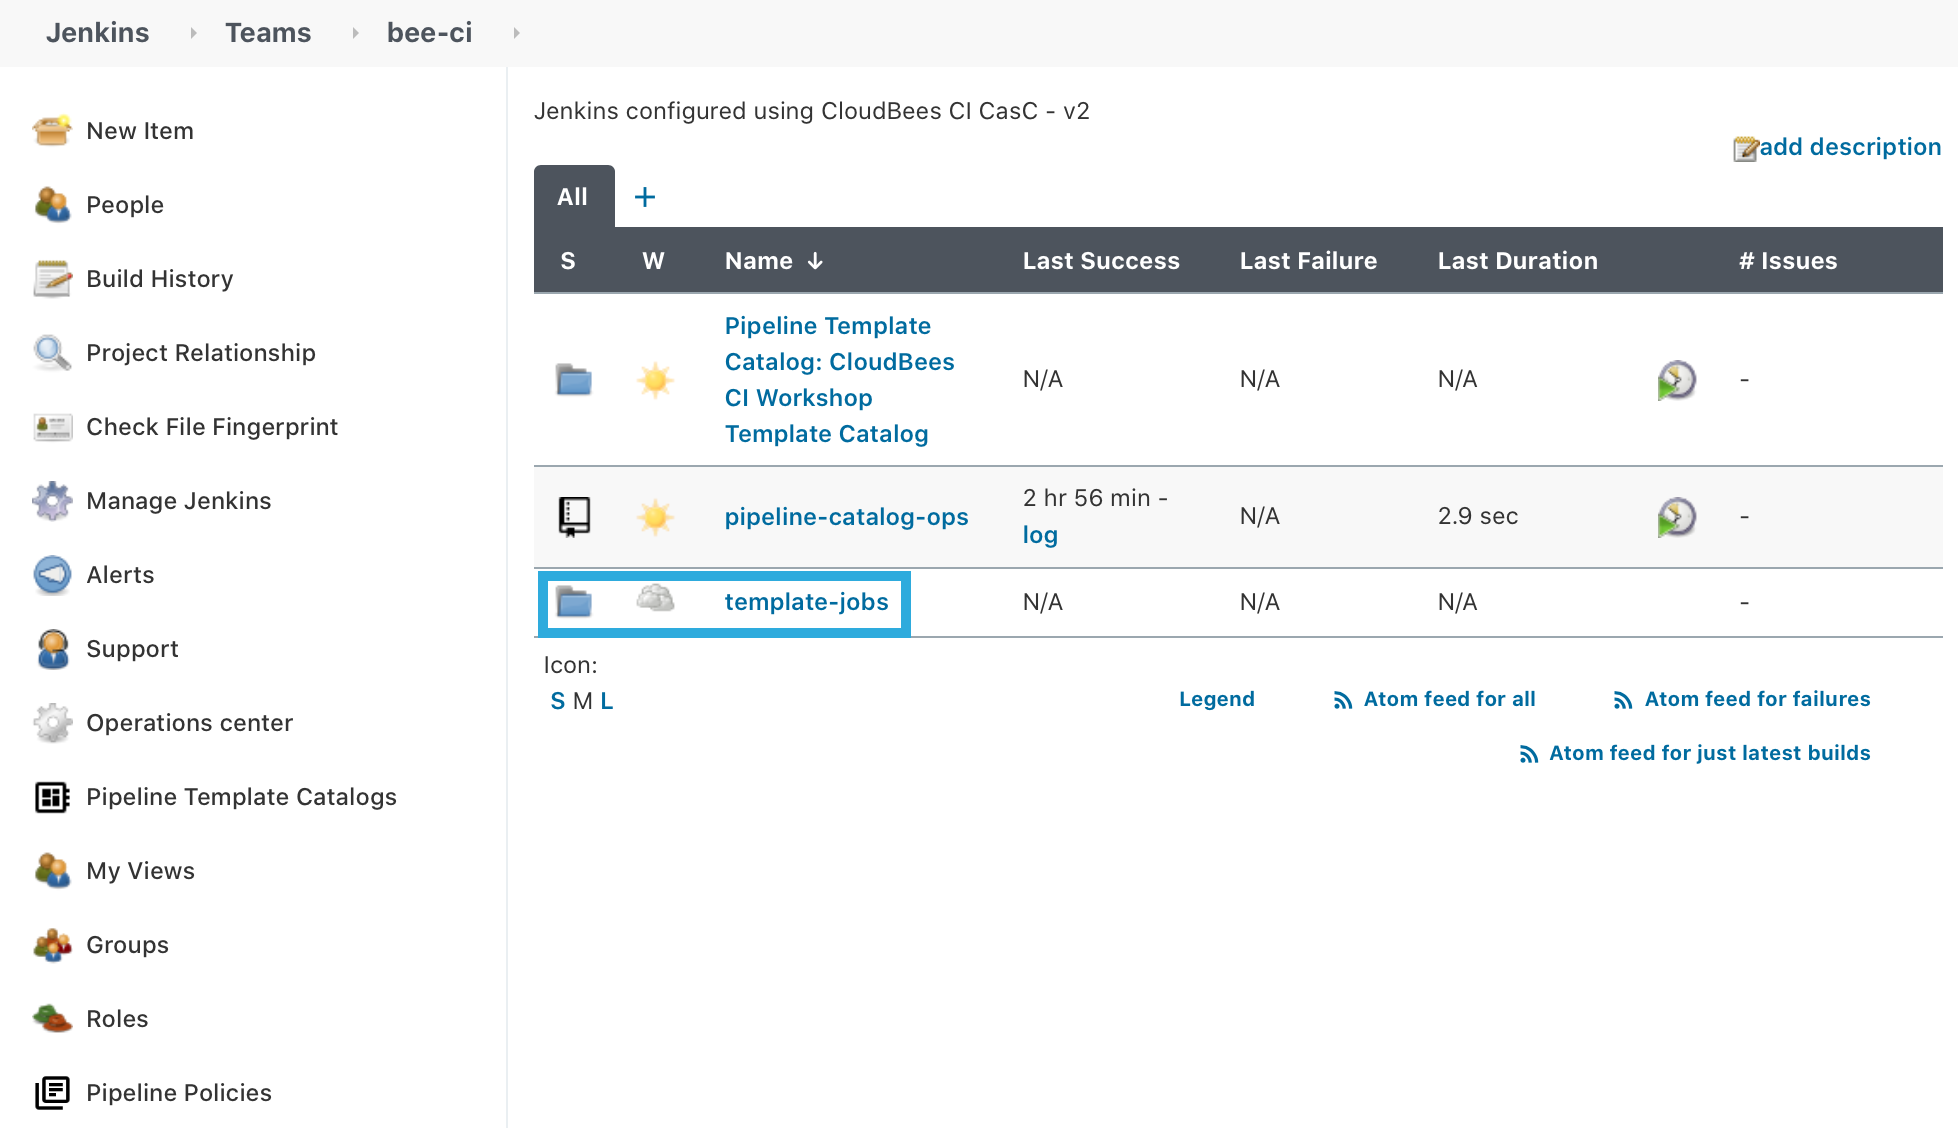 Jenkins Teams bee-ci
New Item
People
Build History
Project Relationship
Check File Fingerprint
Manage Jenkins
Alerts
Support
Operations center
Pipeline Template Catalogs
My Views
Groups
Roles
Pipeline Policies
Jenkins configured using CloudBees CI CasC - v2
add description
All +
S W Name ↓ Last Success Last Failure Last Duration # Issues
Pipeline Template
Catalog: CloudBees
CI Workshop
Template Catalog
N/A N/A N/A -
pipeline-catalog-ops
2 hr 56 min -
log
N/A 2.9 sec -
template-jobs N/A N/A N/A -
Icon:
S M L
Legend Atom feed for all Atom feed for failures
Atom feed for just latest builds